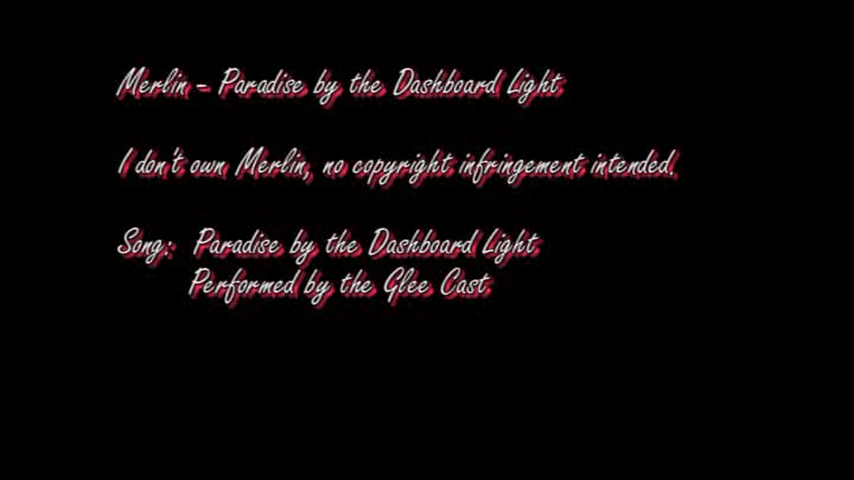 Merlin - Paradise by the Dashboard Light.
I don't own Merlin, no copyright infringement intended.
Song: Paradise by the Dashboard Light.
Performed by the Glee Cast.